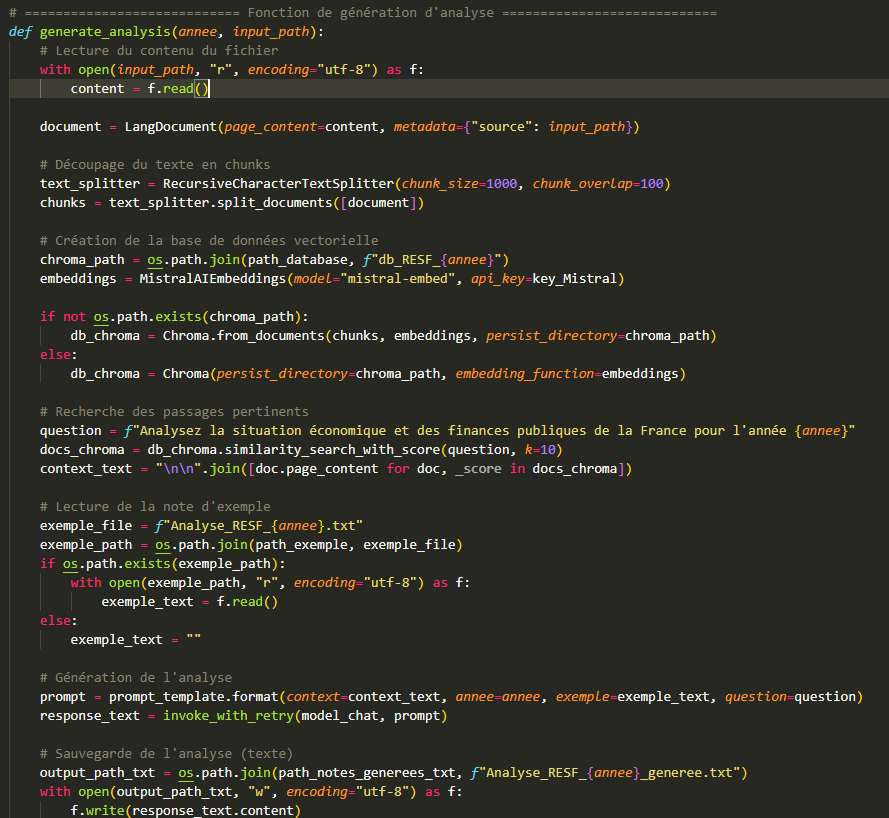 # ============================ Fonction de génération d'analyse ============================
def generate_analysis(annee, input_path):
    # Lecture du contenu du fichier
    with open(input_path, "r", encoding="utf-8") as f:
        content = f.read()

    document = LangDocument(page_content=content, metadata={"source": input_path})

    # Découpage du texte en chunks
    text_splitter = RecursiveCharacterTextSplitter(chunk_size=1000, chunk_overlap=100)
    chunks = text_splitter.split_documents([document])

    # Création de la base de données vectorielle
    chroma_path = os.path.join(path_database, f"db_RESF_{annee}")
    embeddings = MistralAIEmbeddings(model="mistral-embed", api_key=key_Mistral)

    if not os.path.exists(chroma_path):
        db_chroma = Chroma.from_documents(chunks, embeddings, persist_directory=chroma_path)
    else:
        db_chroma = Chroma(persist_directory=chroma_path, embedding_function=embeddings)

    # Recherche des passages pertinents
    question = f"Analysez la situation économique et des finances publiques de la France pour l'année {annee}"
    docs_chroma = db_chroma.similarity_search_with_score(question, k=10)
    context_text = "\n\n".join([doc.page_content for doc, _score in docs_chroma])

    # Lecture de la note d'exemple
    exemple_file = f"Analyse_RESF_{annee}.txt"
    exemple_path = os.path.join(path_exemple, exemple_file)
    if os.path.exists(exemple_path):
        with open(exemple_path, "r", encoding="utf-8") as f:
            exemple_text = f.read()
    else:
        exemple_text = ""

    # Génération de l'analyse
    prompt = prompt_template.format(context=context_text, annee=annee, exemple=exemple_text, question=question)
    response_text = invoke_with_retry(model_chat, prompt)

    # Sauvegarde de l'analyse (texte)
    output_path_txt = os.path.join(path_notes_generees_txt, f"Analyse_RESF_{annee}_generee.txt")
    with open(output_path_txt, "w", encoding="utf-8") as f:
        f.write(response_text.content)